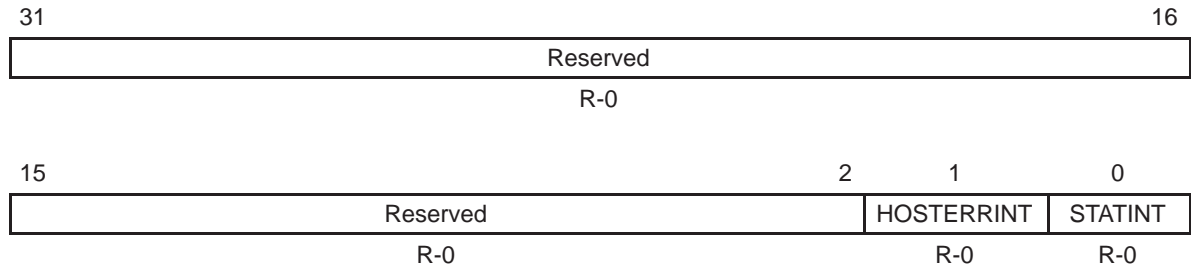 31 16
Reserved
R-0
15 2 1 0
Reserved HOSTERRINT STATINT
R-0 R-0 R-0